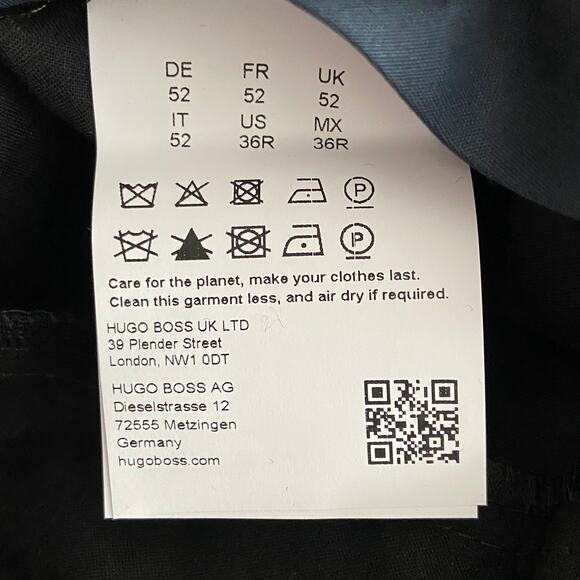 DE FR UK
52 52 52
IT US MX
52 36R 36R
P
P
Care for the planet, make your clothes last.
Clean this garment less, and air dry if required.
HUGO BOSS UK LTD
39 Plender Street
London, NW1 0DT
HUGO BOSS AG
Dieselstrasse 12
72555 Metzingen
Germany
hugoboss.com